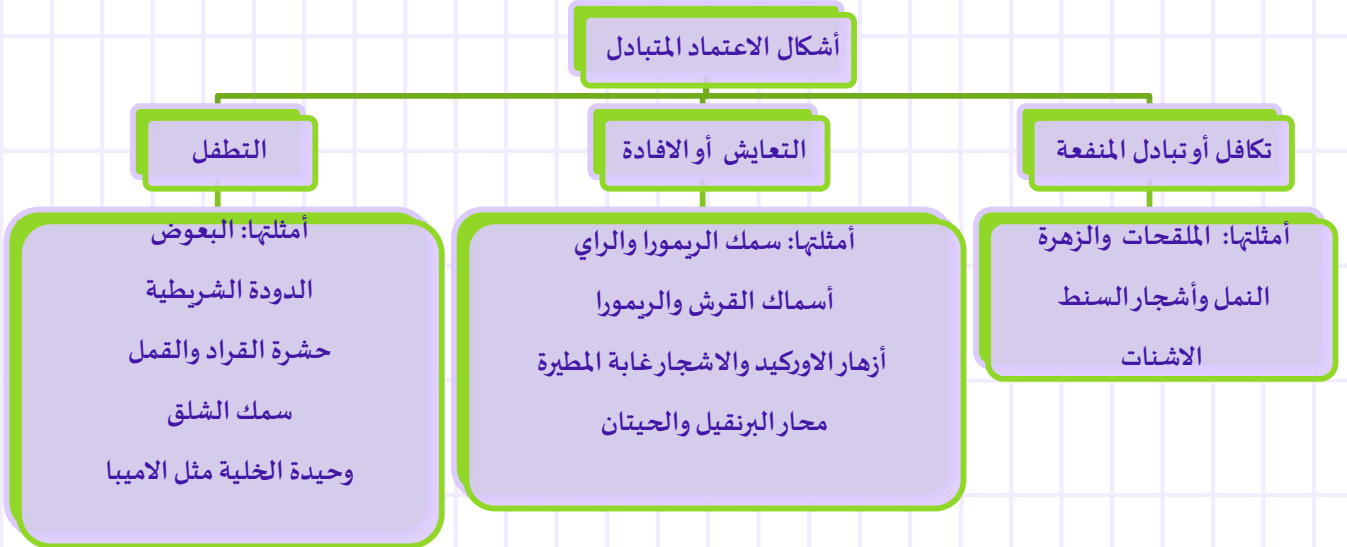 أشكال الاعتماد المتبادل
تكافل أو تبادل المنفعة
أمثلتها: الملقحات والزهرة
النمل وأشجار السنط
الاشنات
التعايش أو الافادة
أمثلتها: سمك الريمورا والراي
أسماك القرش والريمورا
أزهار الاوركيد والاشجار غابة المطيرة
محار البرنقيل والحيتان
التطفل
أمثلتها: البعوض
الدودة الشريطية
حشرة القراد والقمل
سمك الشلق
وحيدة الخلية مثل الاميبا